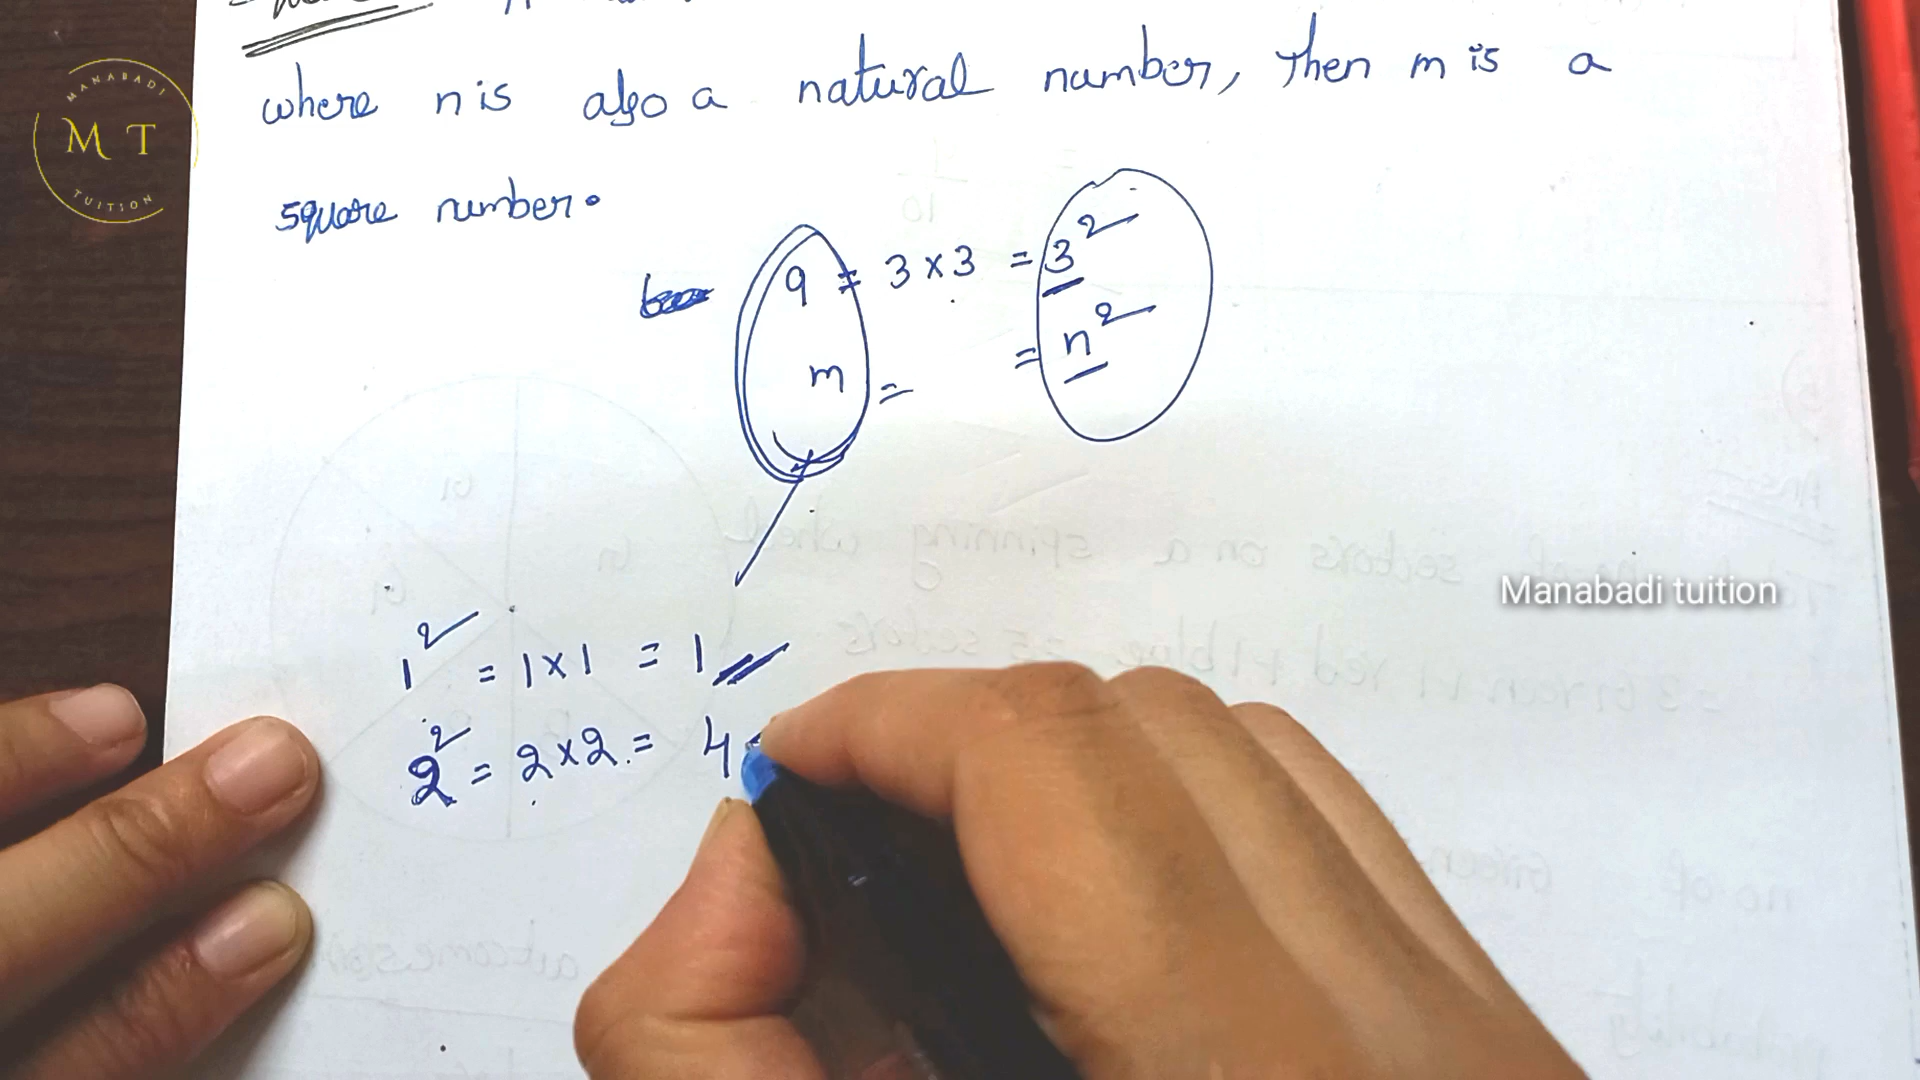 where n is also a natural number, then m is a
square number.
9 = 3 × 3 = 3²
m = = n²
1² = 1×1 = 1
2² = 2×2 = 4
MANABADI
M T
TUITION
Manabadi tuition